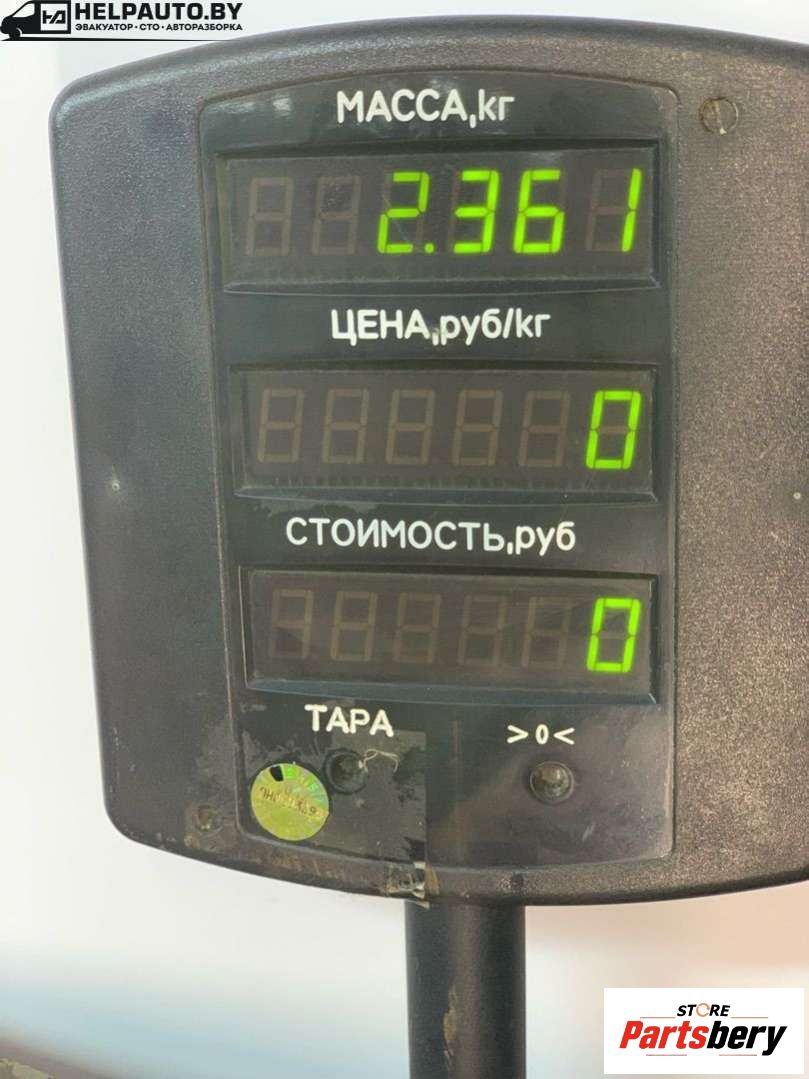 HELPAUTO.BY
ЭВАКУАТОР • СТО • АВТОРАЗБОРКА
МАССА,кг
2.361
ЦЕНА,руб/кг
0
СТОИМОСТЬ,руб
0
ТАРА
>0<
STORE
Partsbery